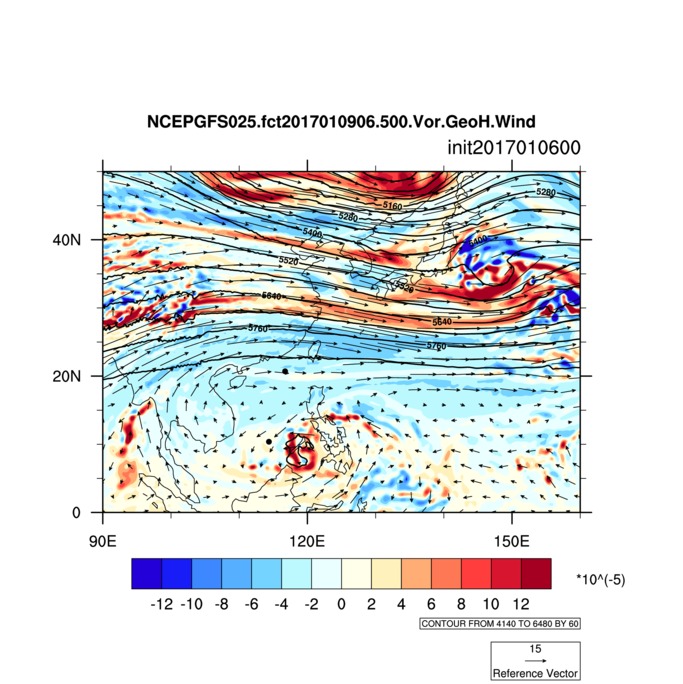 NCEPGFS025.fct2017010906.500.Vor.GeoH.Wind
init2017010600
5280
5160
5280
5400
5400
40N
5520
5520
5640
5640
5760
5760
20N
0
90E 120E 150E
-12 -10 -8 -6 -4 -2 0 2 4 6 8 10 12
*10^(-5)
CONTOUR FROM 4140 TO 6480 BY 60
15
Reference Vector